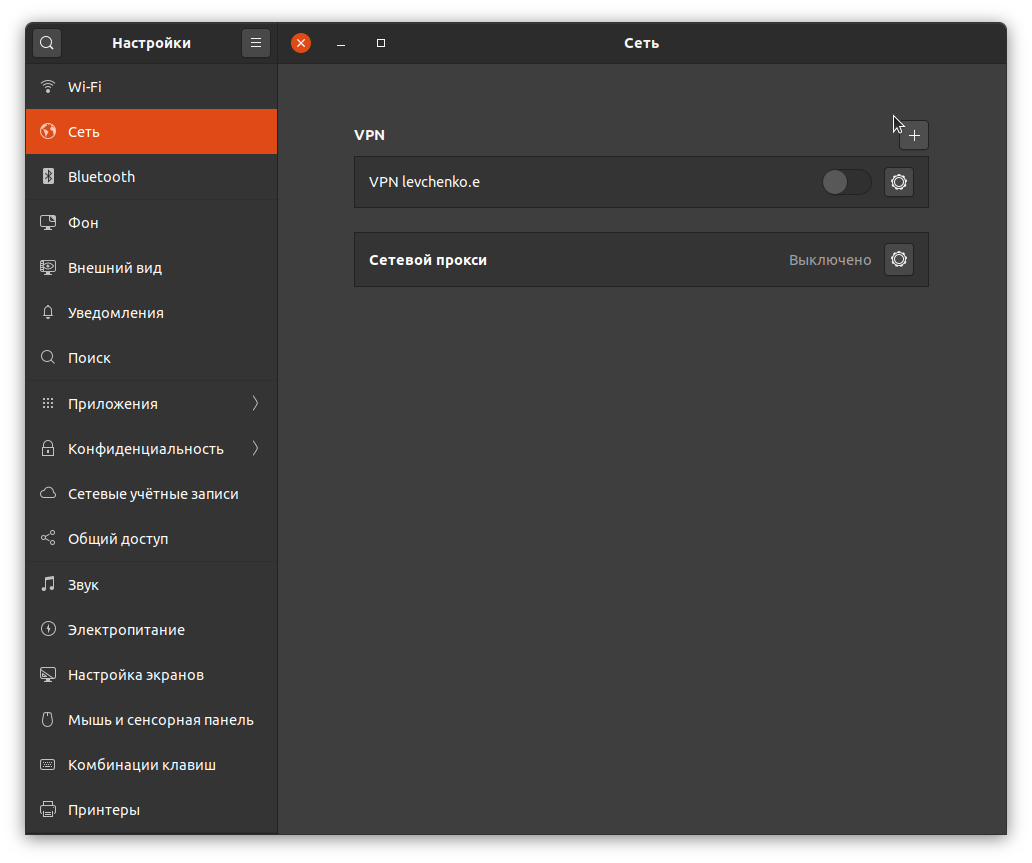 Настройки
Сеть
Wi-Fi
Сеть
Bluetooth
Фон
Внешний вид
Уведомления
Поиск
Приложения
Конфиденциальность
Сетевые учётные записи
Общий доступ
Звук
Электропитание
Настройка экранов
Мышь и сенсорная панель
Комбинации клавиш
Принтеры
VPN
VPN levchenko.e
Сетевой прокси
Выключено